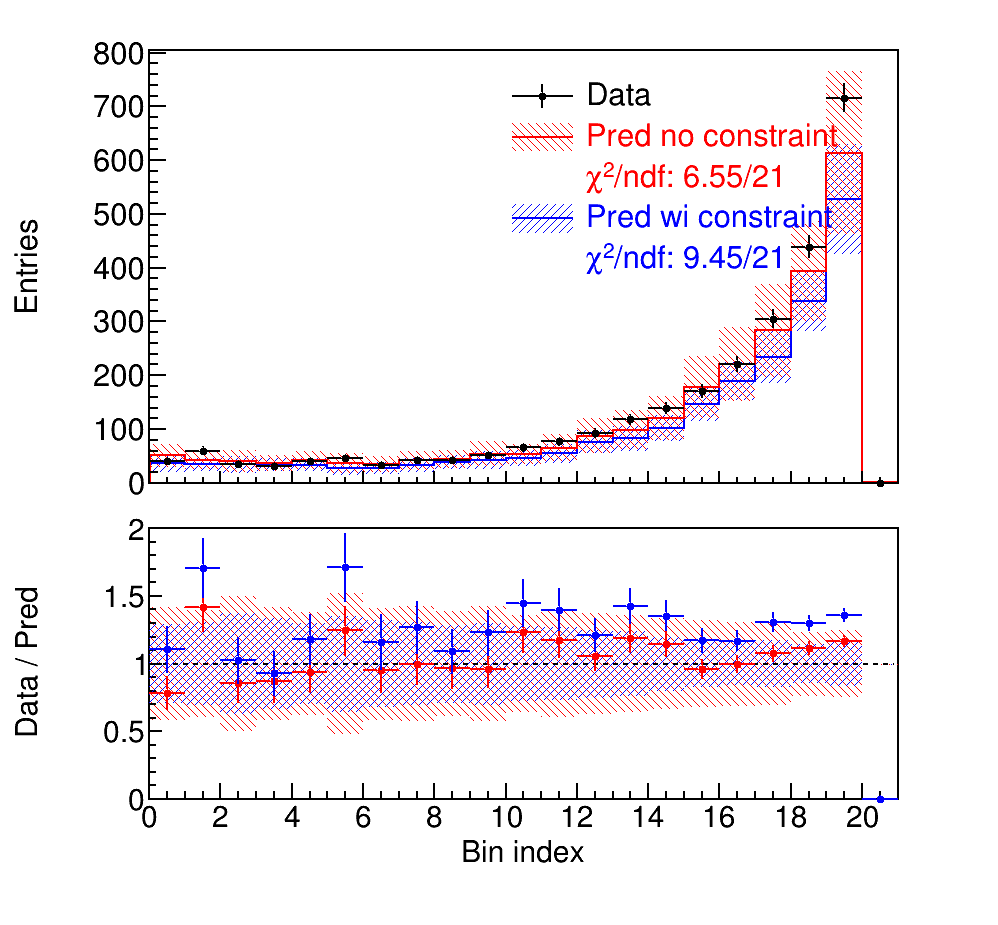 800
700
600
500
400
300
200
100
0
Entries
Data
Pred no constraint
χ²/ndf: 6.55/21
Pred wi constraint
χ²/ndf: 9.45/21
2
1.5
1
0.5
0
Data / Pred
0 2 4 6 8 10 12 14 16 18 20
Bin index